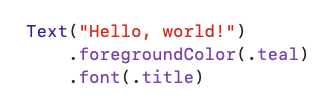 Text("Hello, world!")
    .foregroundColor(.teal)
    .font(.title)